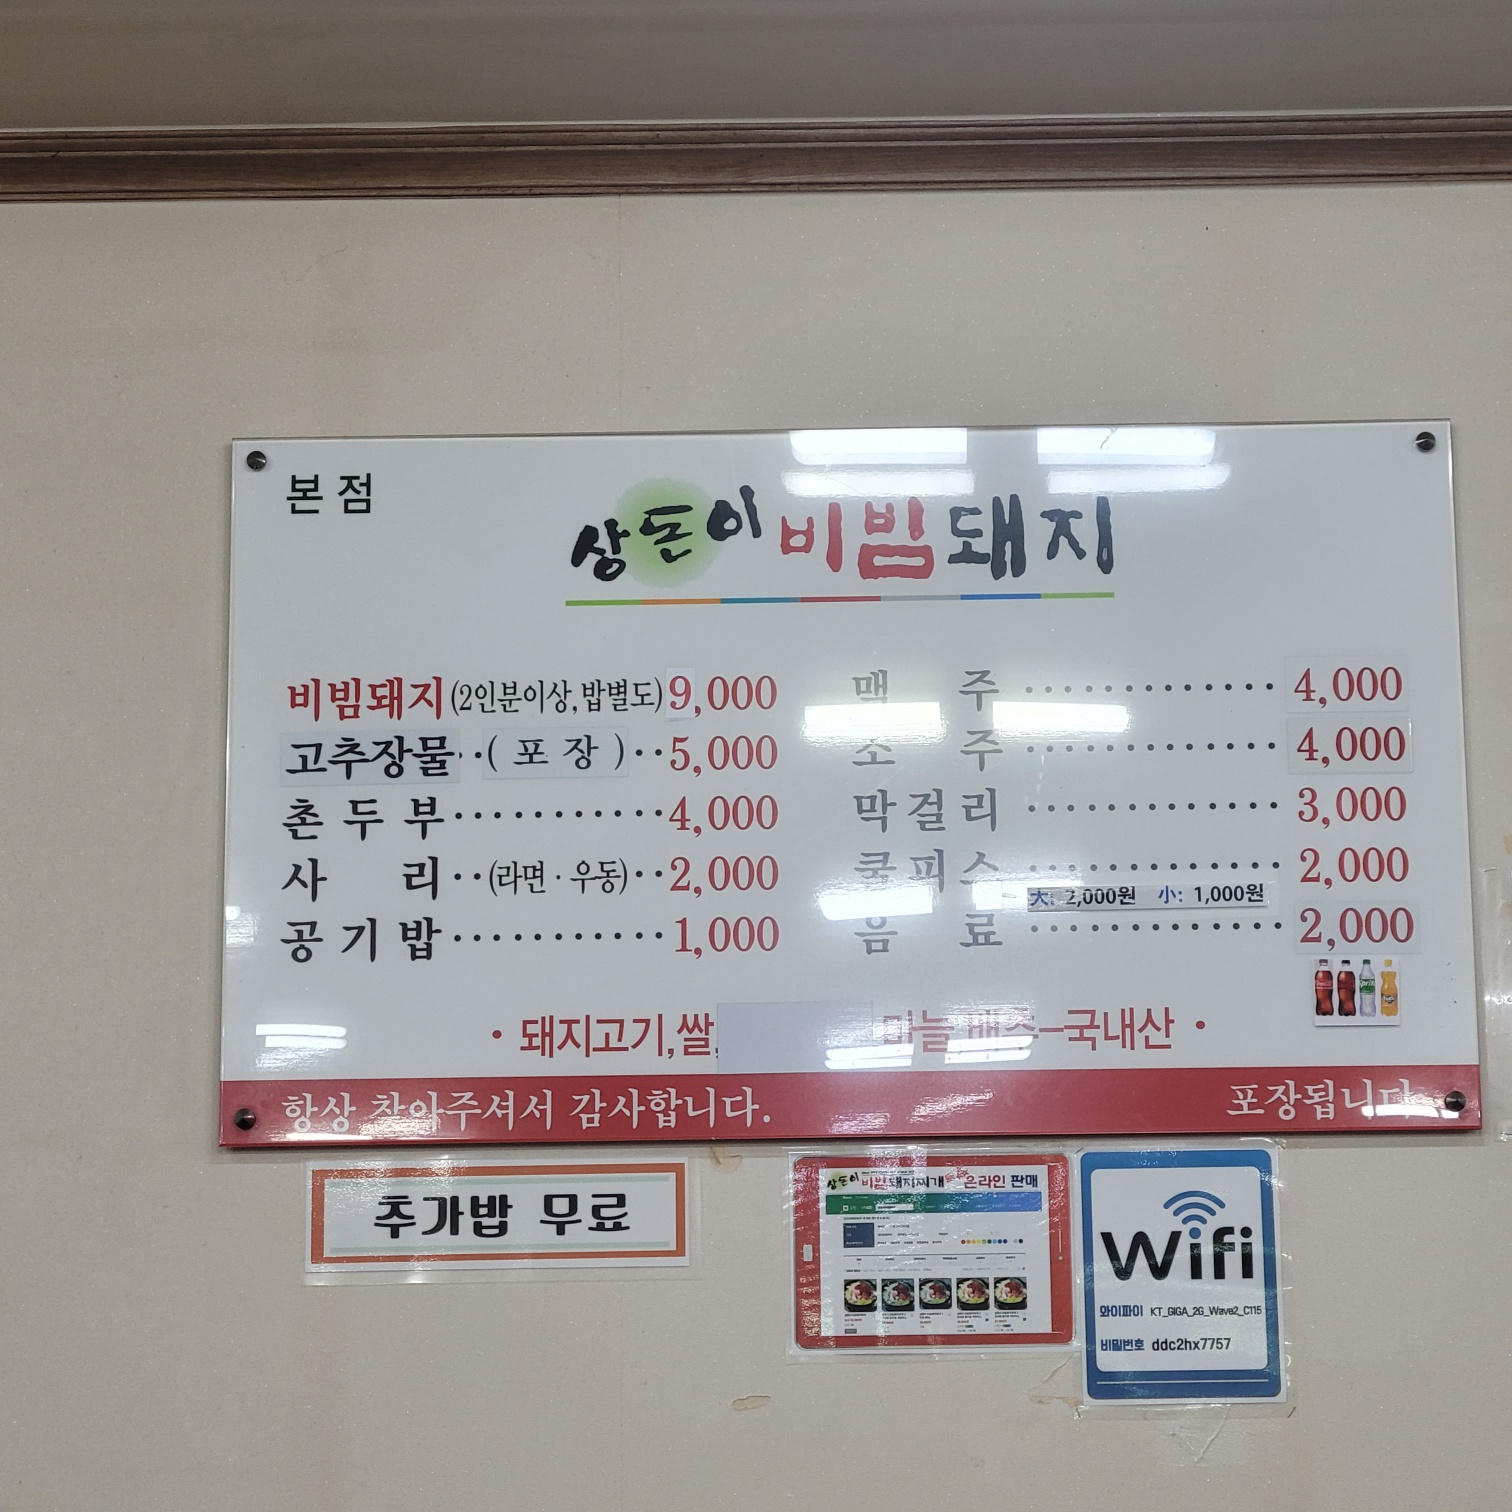 본점
상돈이 비빔돼지
비빔돼지(2인분이상,밥별도) 9,000
고추장물··(포장)··5,000
촌두부···········4,000
사리··(라면·우동)··2,000
공기밥···········1,000
맥주·············4,000
소주·············4,000
막걸리·············3,000
쿨피스·············2,000
大: 2,000원 小: 1,000원
음료·············2,000
• 돼지고기,쌀, 마늘,배추-국내산 •
항상 찾아주셔서 감사합니다.
포장됩니다.
추가밥 무료
상돈이 비빔돼지찌개 온라인 판매
Wifi
와이파이 KT_GIGA_2G_Wave2_C115
비밀번호 ddc2hx7757